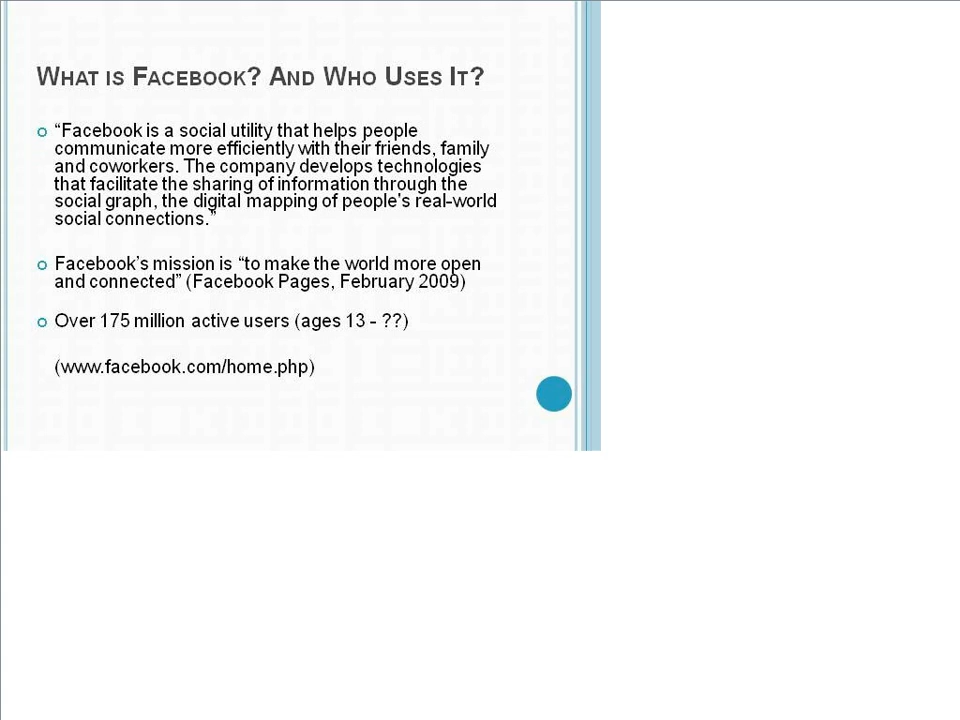 WHAT IS FACEBOOK? AND WHO USES IT?
“Facebook is a social utility that helps people
communicate more efficiently with their friends, family
and coworkers. The company develops technologies
that facilitate the sharing of information through the
social graph, the digital mapping of people's real-world
social connections.”
Facebook’s mission is “to make the world more open
and connected” (Facebook Pages, February 2009)
Over 175 million active users (ages 13 - ??)
(www.facebook.com/home.php)